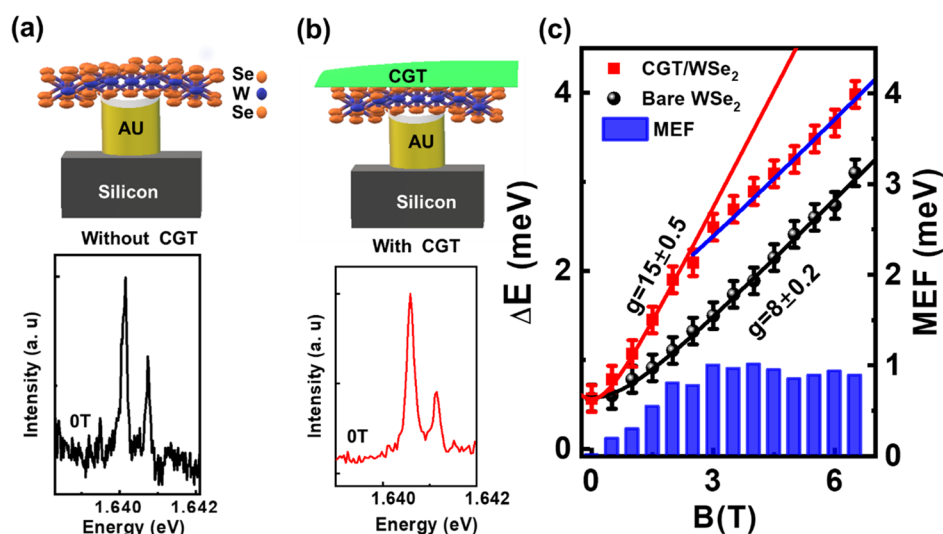 (a)
Se
W
Se
AU
Silicon
Without CGT
Intensity (a. u)
0T
1.640
1.642
Energy (eV)
(b)
CGT
AU
Silicon
With CGT
Intensity (a. u)
0T
1.640
1.642
Energy (eV)
(c)
CGT/WSe₂
Bare WSe₂
MEF
g=15±0.5
g=8±0.2
ΔE (meV)
4
2
0
MEF (meV)
4
3
2
1
0
0
3
6
B(T)